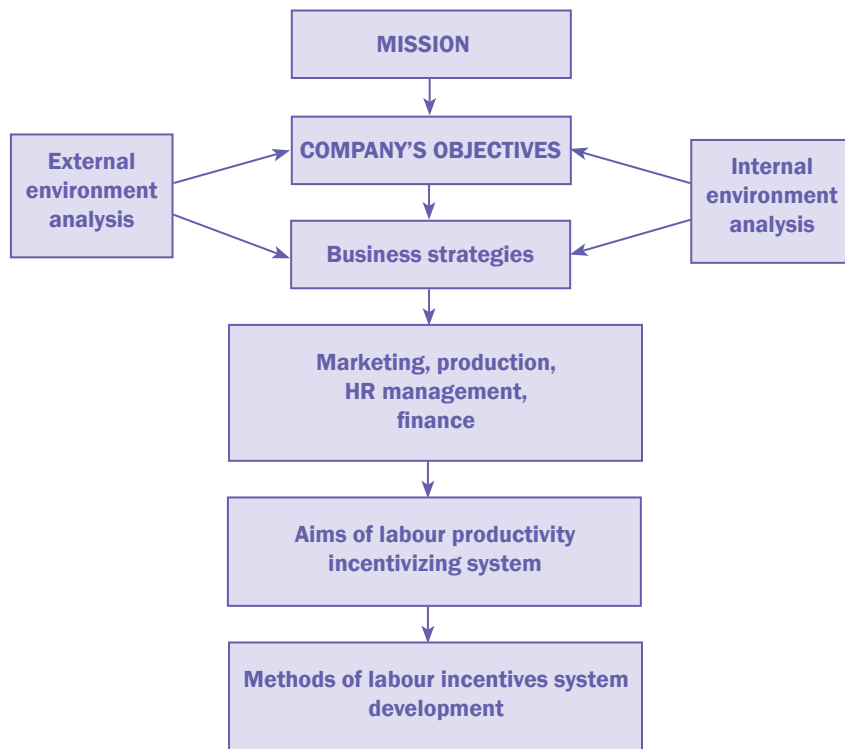 MISSION
COMPANY’S OBJECTIVES
External
environment
analysis
Internal
environment
analysis
Business strategies
Marketing, production,
HR management,
finance
Aims of labour productivity
incentivizing system
Methods of labour incentives system
development